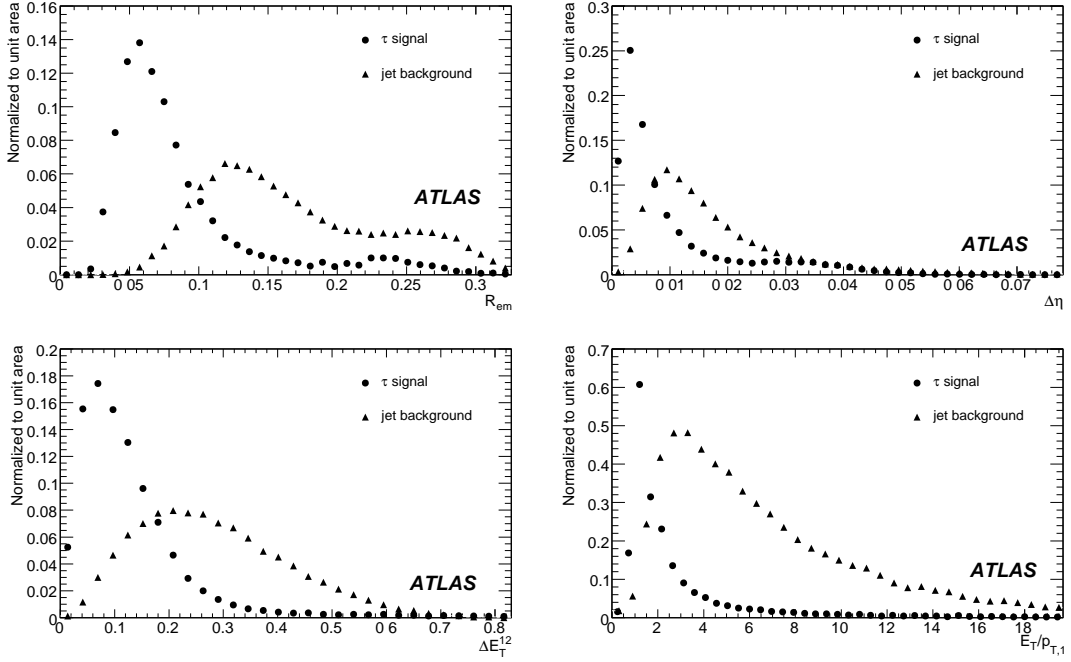 Normalized to unit area
0.16
0.14
0.12
0.1
0.08
0.06
0.04
0.02
0
τ signal
jet background
ATLAS
0 0 05 0.1 0.15 0.2 0.25 0.3
R_em
Normalized to unit area
0.3
0.25
0.2
0.15
0.1
0.05
0
τ signal
jet background
ATLAS
0 0 01 0 02 0 03 0.04 0 05 0 06 0.07
Δη
Normalized to unit area
0.2
0.18
0.16
0.14
0.12
0.1
0.08
0.06
0.04
0.02
0
τ signal
jet background
ATLAS
0 0.1 0.2 0.3 0.4 0.5 0.6 0.7 0.8
ΔE_T^12
Normalized to unit area
0.7
0.6
0.5
0.4
0.3
0.2
0.1
0
τ signal
jet background
ATLAS
0 2 4 6 8 10 12 14 16 18
E_T/p_T,1